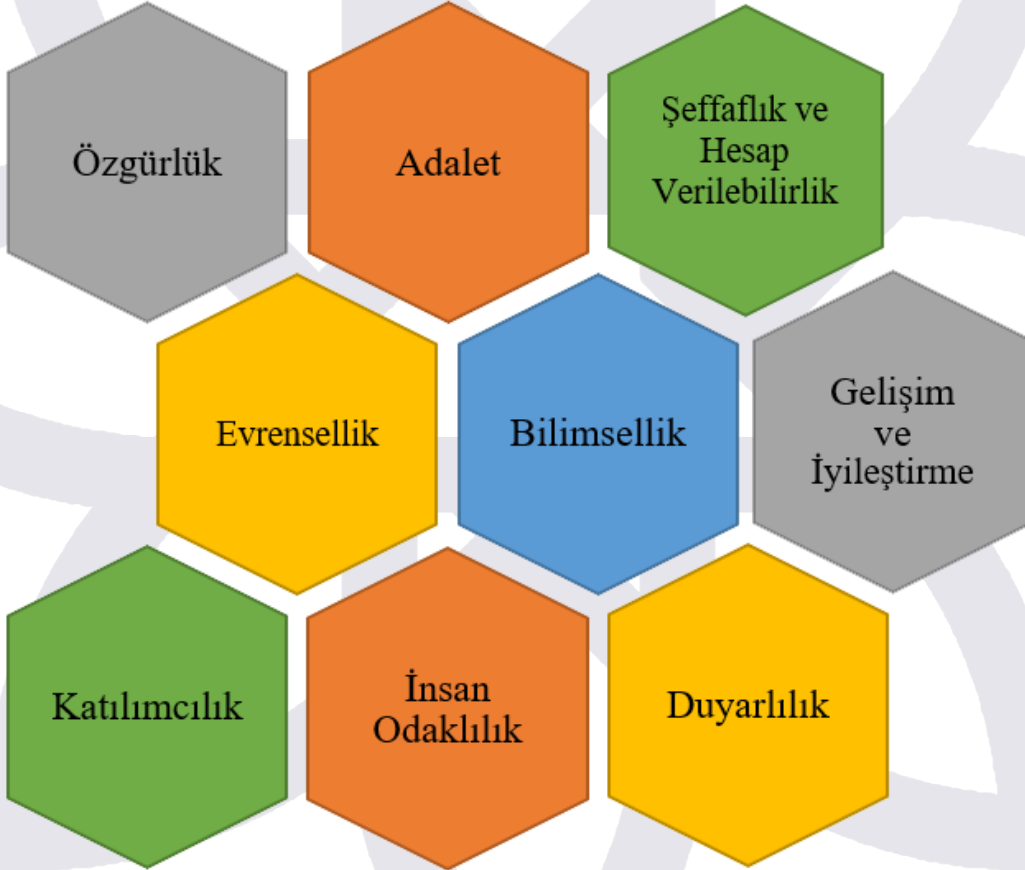 Özgürlük
Adalet
Şeffaflık ve
Hesap
Verilebilirlik
Evrensellik
Bilimsellik
Gelişim
ve
İyileştirme
Katılımcılık
İnsan
Odaklılık
Duyarlılık